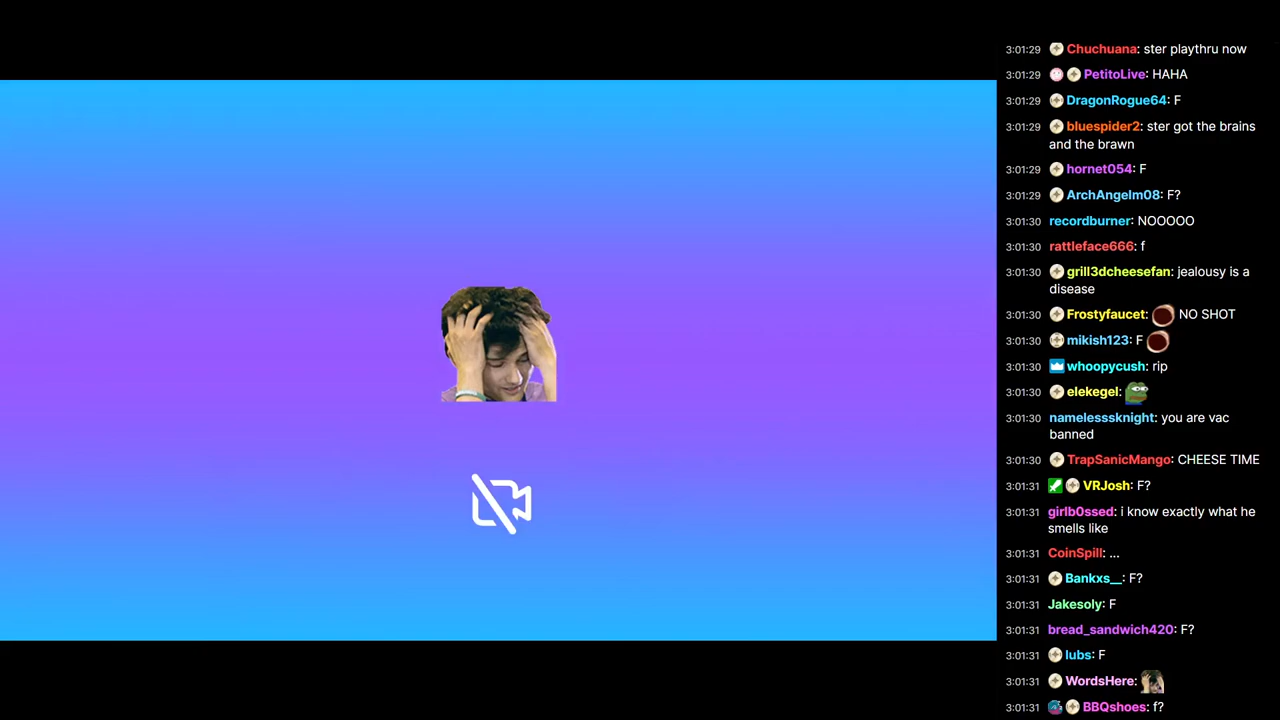 3:01:29 Chuchuana: ster playthru now
3:01:29 PetitoLive: HAHA
3:01:29 DragonRogue64: F
3:01:29 bluespider2: ster got the brains
and the brawn
3:01:29 hornet054: F
3:01:29 ArchAngelm08: F?
3:01:30 recordburner: NOOOOO
3:01:30 rattleface666: f
3:01:30 grill3dcheesefan: jealousy is a
disease
3:01:30 Frostyfaucet: NO SHOT
3:01:30 mikish123: F
3:01:30 whoopycush: rip
3:01:30 elekegel:
3:01:30 namelesssknight: you are vac
banned
3:01:30 TrapSanicMango: CHEESE TIME
3:01:31 VRJosh: F?
3:01:31 girlb0ssed: i know exactly what he
smells like
3:01:31 CoinSpill: ...
3:01:31 Bankxs__: F?
3:01:31 Jakesoly: F
3:01:31 bread_sandwich420: F?
3:01:31 lubs: F
3:01:31 WordsHere:
3:01:31 BBQshoes: f?